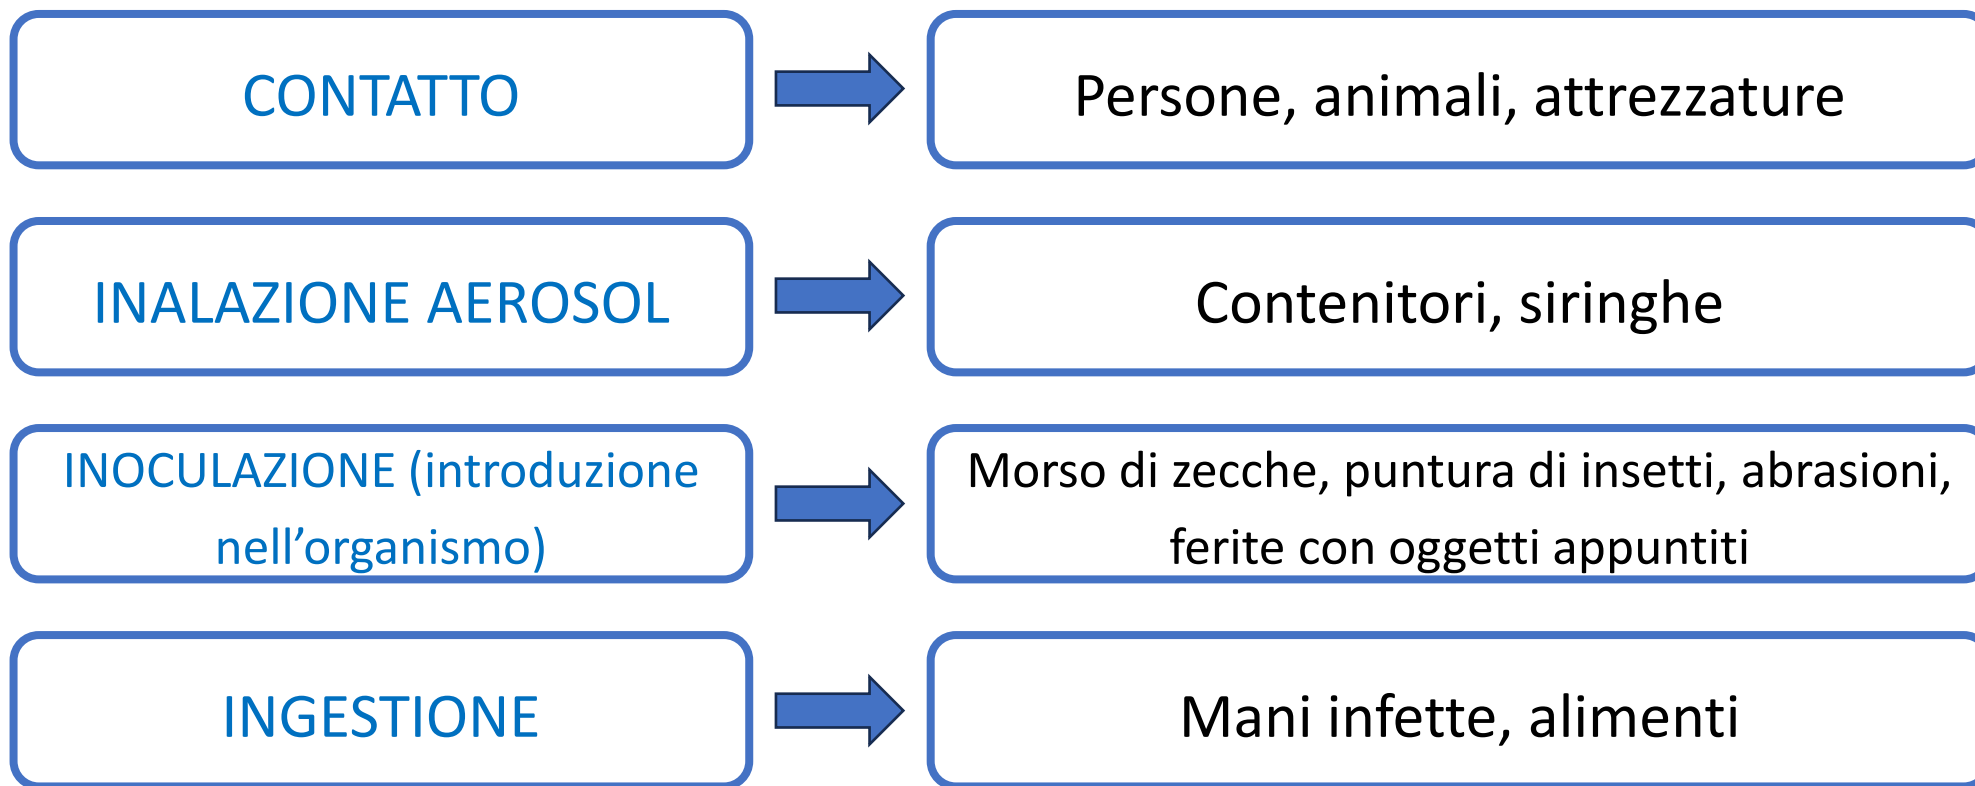 CONTATTO
Persone, animali, attrezzature
INALAZIONE AEROSOL
Contenitori, siringhe
INOCULAZIONE (introduzione
nell’organismo)
Morso di zecche, puntura di insetti, abrasioni,
ferite con oggetti appuntiti
INGESTIONE
Mani infette, alimenti